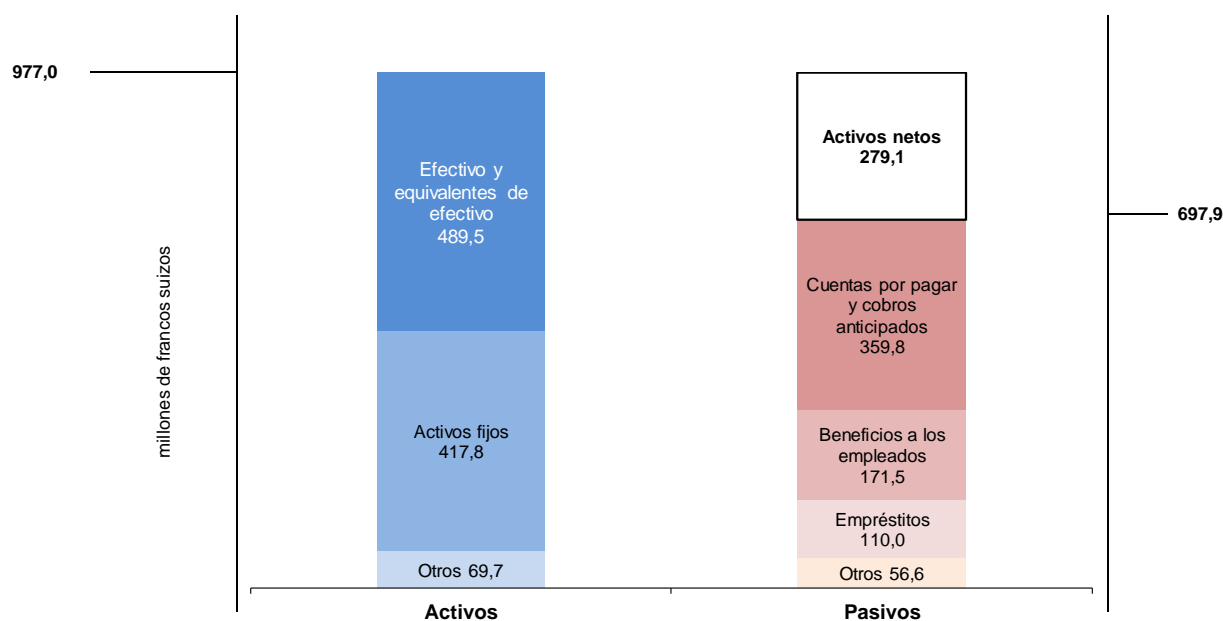 977,0
millones de francos suizos
Efectivo y
equivalentes de
efectivo
489,5
Activos fijos
417,8
Otros 69,7
Activos
Activos netos
279,1
Cuentas por pagar
y cobros
anticipados
359,8
Beneficios a los
empleados
171,5
Empréstitos
110,0
Otros 56,6
Pasivos
697,9